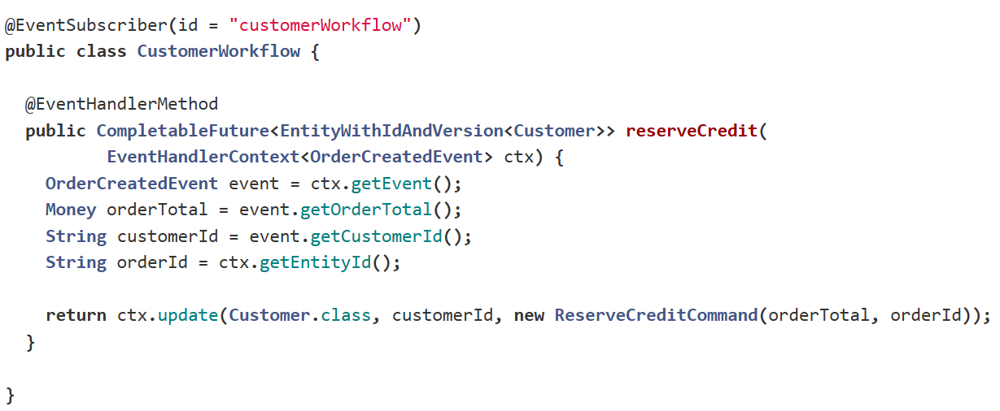 @EventSubscriber(id = "customerWorkflow")
public class CustomerWorkflow {
@EventHandlerMethod
public CompletableFuture<EntityWithIdAndVersion<Customer>> reserveCredit(
EventHandlerContext<OrderCreatedEvent> ctx) {
OrderCreatedEvent event = ctx.getEvent();
Money orderTotal = event.getOrderTotal();
String customerId = event.getCustomerId();
String orderId = ctx.getEntityId();
return ctx.update(Customer.class, customerId, new ReserveCreditCommand(orderTotal, orderId));
}
}